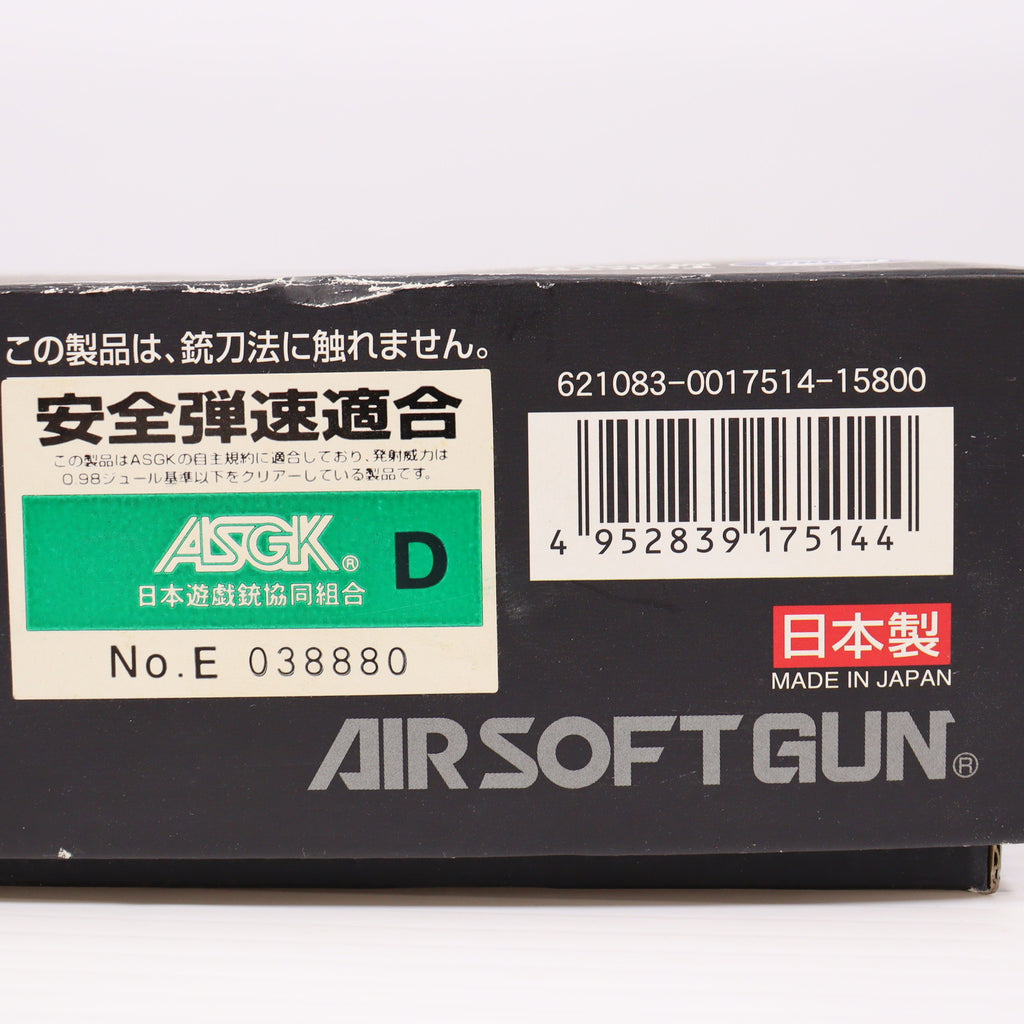 この製品は、銃刀法に触れません。
安全弾速適合
この製品はASGKの自主規約に適合しており、発射威力は
0.98ジュール基準以下をクリアーしている製品です。
ASGK® D
日本遊戯銃協同組合
No.E 038880
621083-0017514-15800
4 952839 175144
日本製
MADE IN JAPAN
AIRSOFT GUN®